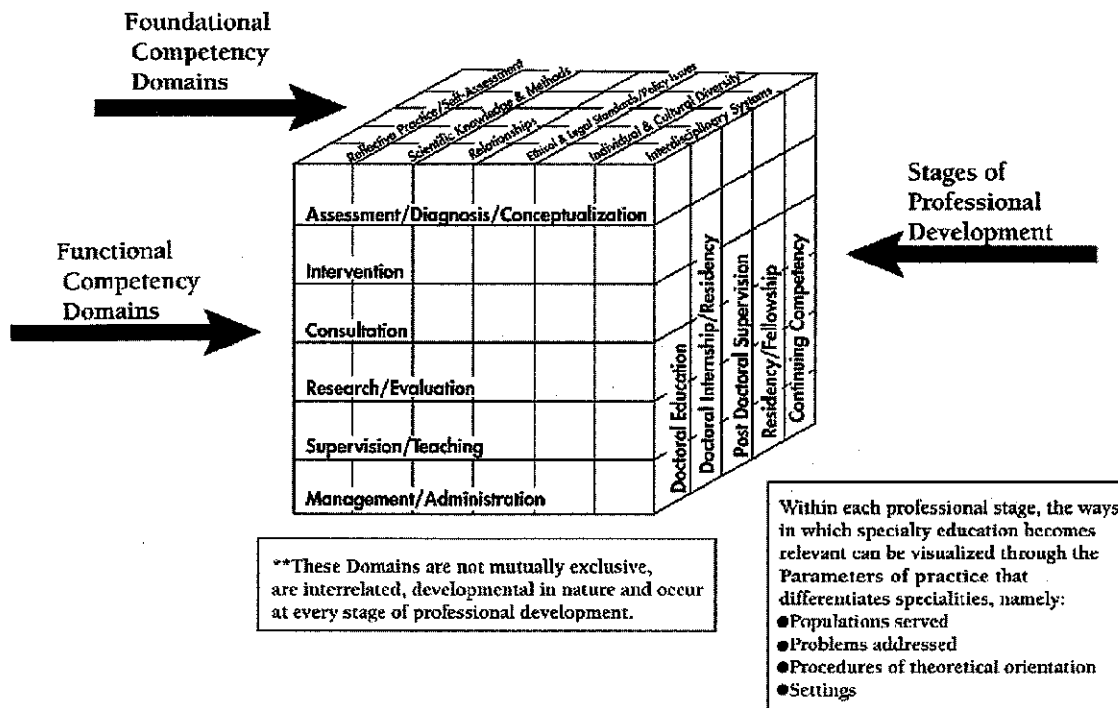 Foundational
Competency
Domains
Reflective Practice/Self-Assessment
Scientific Knowledge & Methods
Relationships
Ethical & Legal Standards/Policy Issues
Individual & Cultural Diversity
Interdisciplinary Systems
Functional
Competency
Domains
Assessment/Diagnosis/Conceptualization
Intervention
Consultation
Research/Evaluation
Supervision/Teaching
Management/Administration
Stages of
Professional
Development
Doctoral Education
Doctoral Internship/Residency
Post Doctoral Supervision
Residency/Fellowship
Continuing Competency
**These Domains are not mutually exclusive,
are interrelated, developmental in nature and occur
at every stage of professional development.
Within each professional stage, the ways
in which specialty education becomes
relevant can be visualized through the
Parameters of practice that
differentiates specialities, namely:
●Populations served
●Problems addressed
●Procedures of theoretical orientation
●Settings